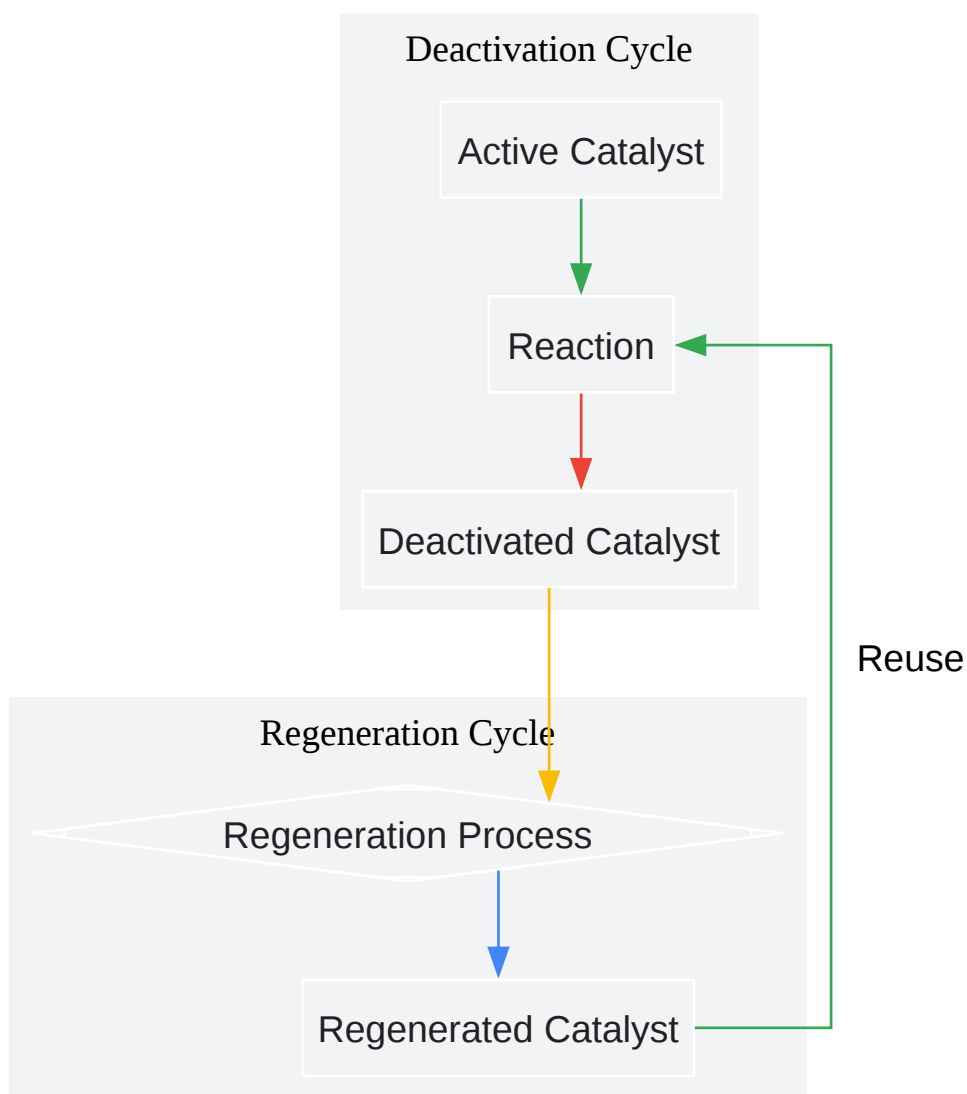 Deactivation Cycle
Active Catalyst
Reaction
Deactivated Catalyst
Reuse
Regeneration Cycle
Regeneration Process
Regenerated Catalyst